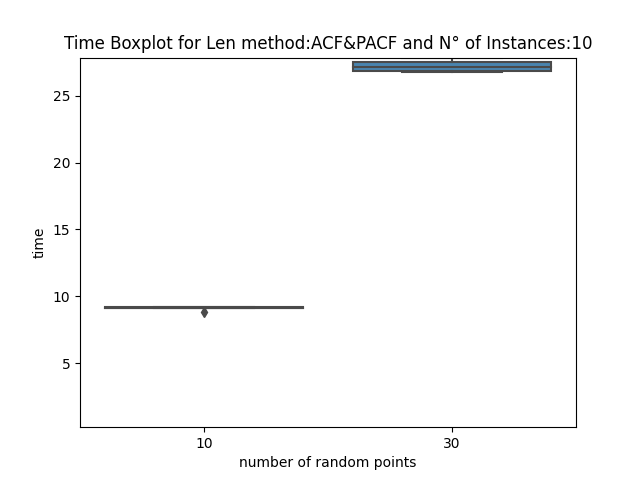 Time Boxplot for Len method:ACF&PACF and N° of Instances:10
25
20
15
10
5
time
10 30
number of random points